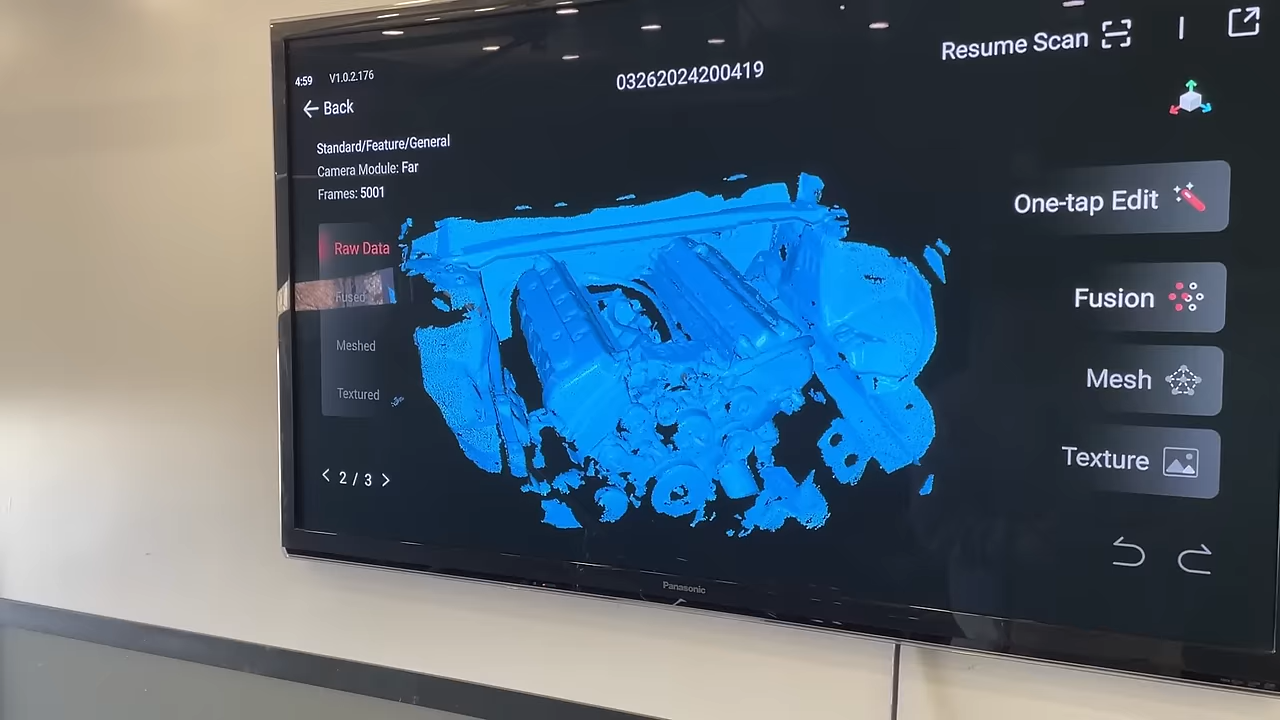 4:59 V1.0.2.176
03262024200419
Resume Scan
Back
Standard/Feature/General
Camera Module: Far
Frames: 5001
Raw Data
Fused
Meshed
Textured
2 / 3
One-tap Edit
Fusion
Mesh
Texture
Panasonic